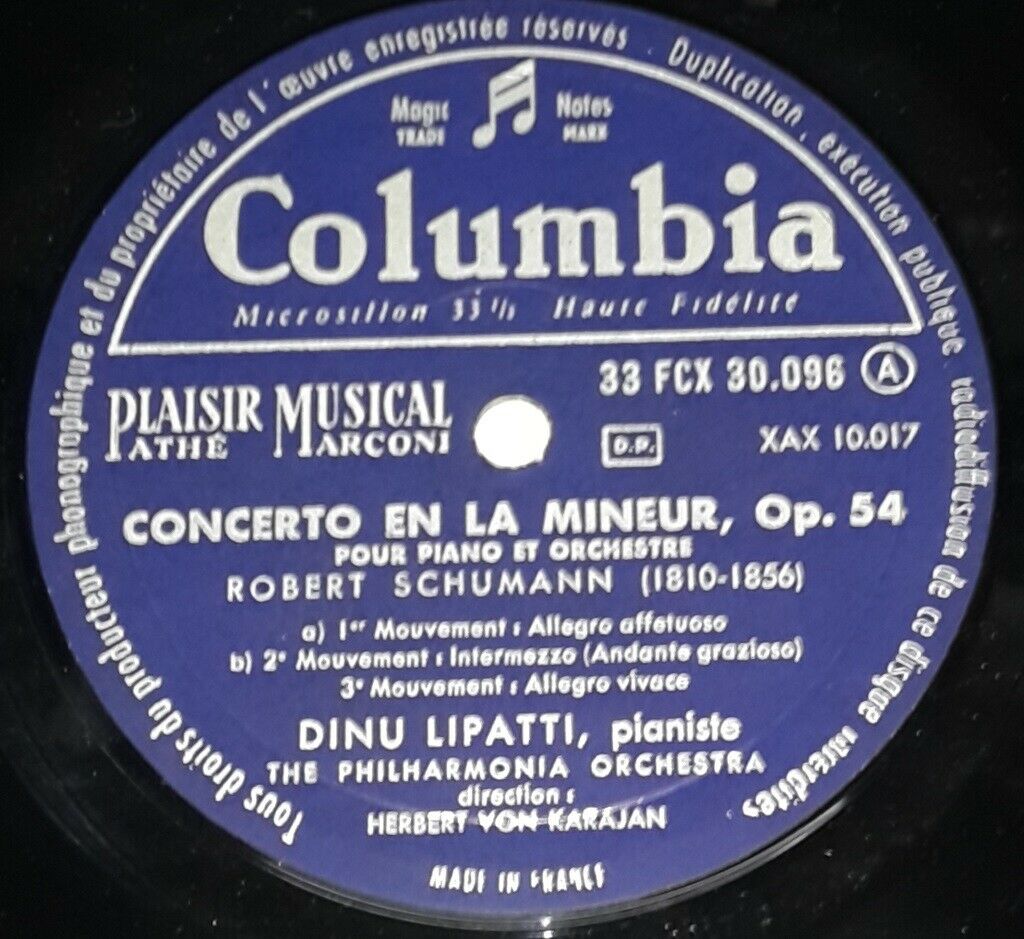 Tous droits du producteur phonographique et du propriétaire de l'œuvre enregistrée réservés
Duplication, exécution publique, radiodiffusion de ce disque interdites
Magic Notes
TRADE MARK
Columbia
Microsillon 33 1/3 Haute Fidélité
PLAISIR MUSICAL
PATHÉ MARCONI
33 FCX 30.096 A
D.P.
XAX 10.017
CONCERTO EN LA MINEUR, Op. 54
POUR PIANO ET ORCHESTRE
ROBERT SCHUMANN (1810-1856)
a) 1er Mouvement : Allegro affetuoso
b) 2e Mouvement : Intermezzo (Andante grazioso)
3e Mouvement : Allegro vivace
DINU LIPATTI, pianiste
THE PHILHARMONIA ORCHESTRA
direction :
HERBERT VON KARAJAN
MADE IN FRANCE